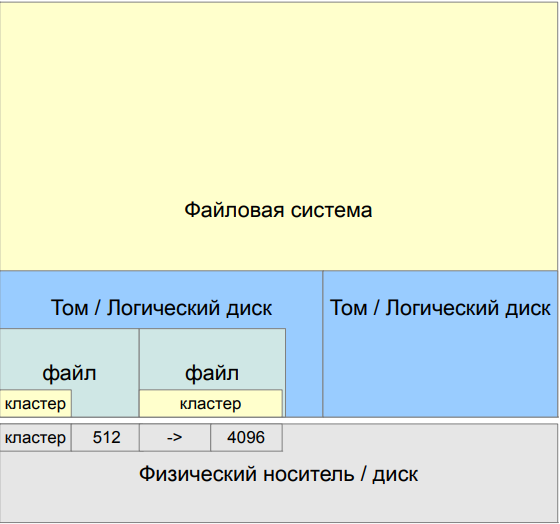 Файловая система
Том / Логический диск
Том / Логический диск
файл
файл
кластер
кластер
кластер
512
->
4096
Физический носитель / диск